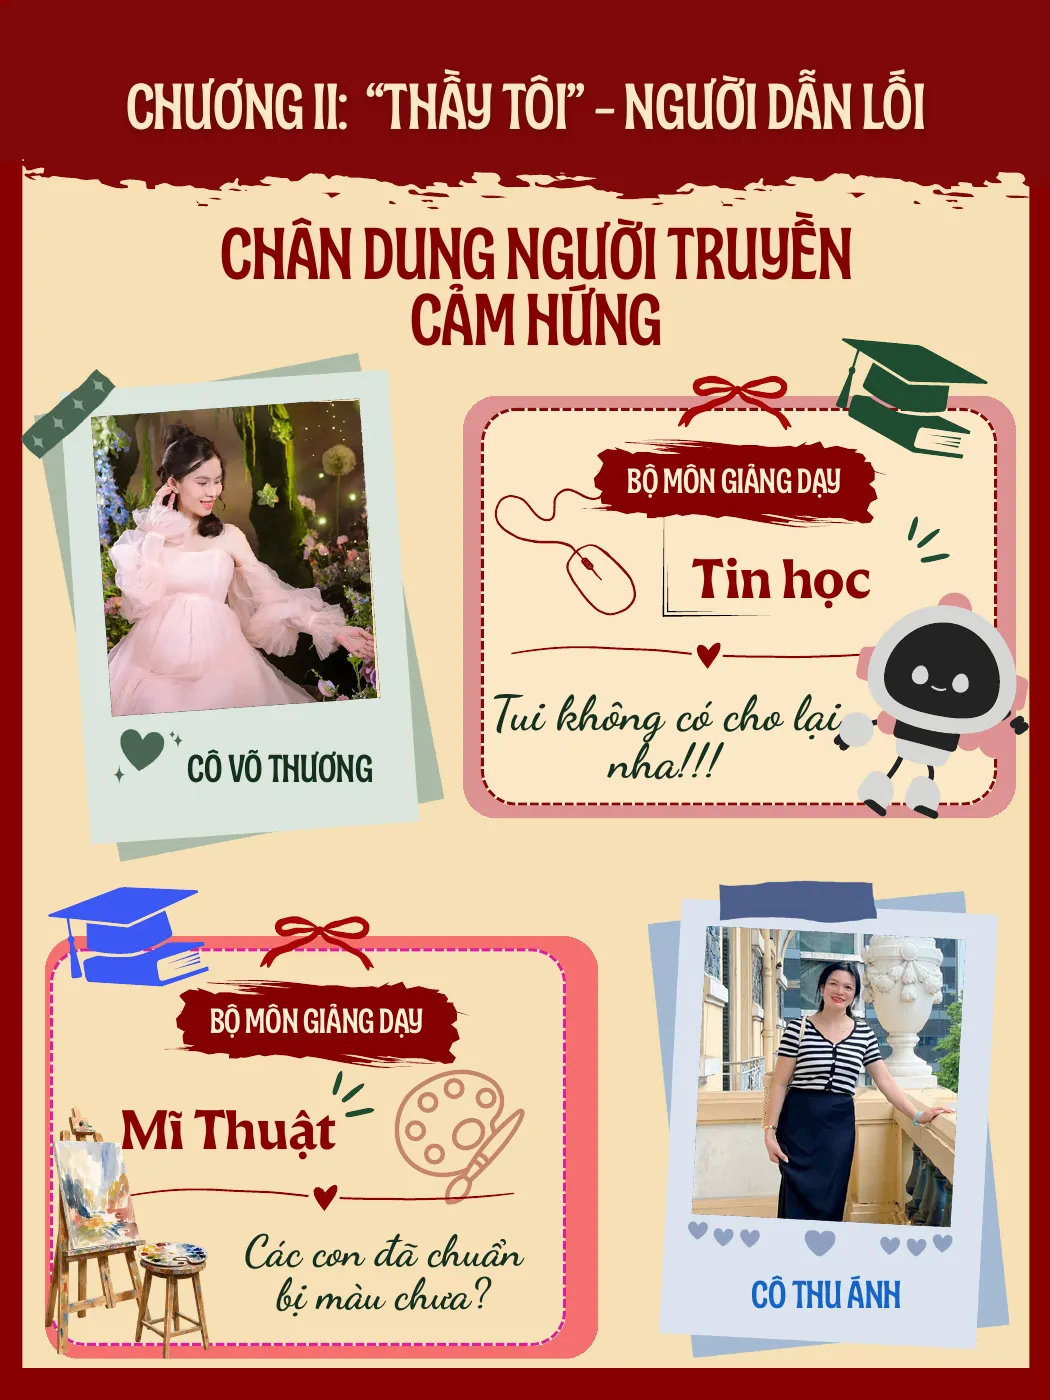 CHƯƠNG II: “THẦY TÔI” – NGƯỜI DẪN LỐI
CHÂN DUNG NGƯỜI TRUYỀN
CẢM HỨNG
CÔ VÕ THƯƠNG
BỘ MÔN GIẢNG DẠY
Tin học
Tui không có cho lại
nha!!!
BỘ MÔN GIẢNG DẠY
Mĩ Thuật
Các con đã chuẩn
bị màu chưa?
CÔ THU ÁNH